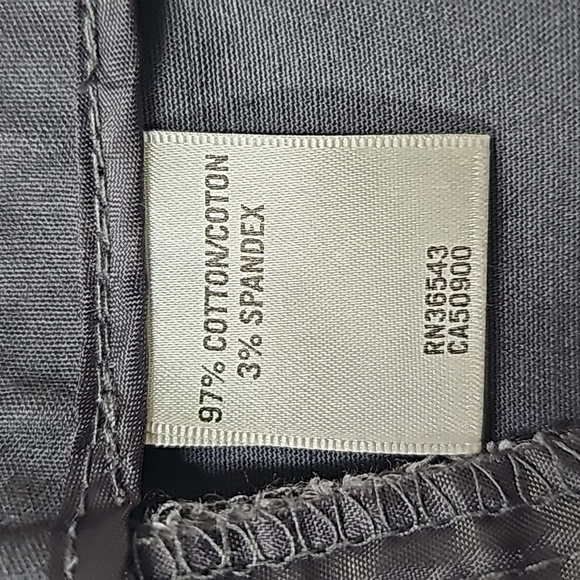 97% COTTON/COTON
3% SPANDEX
RN36543
CA50900